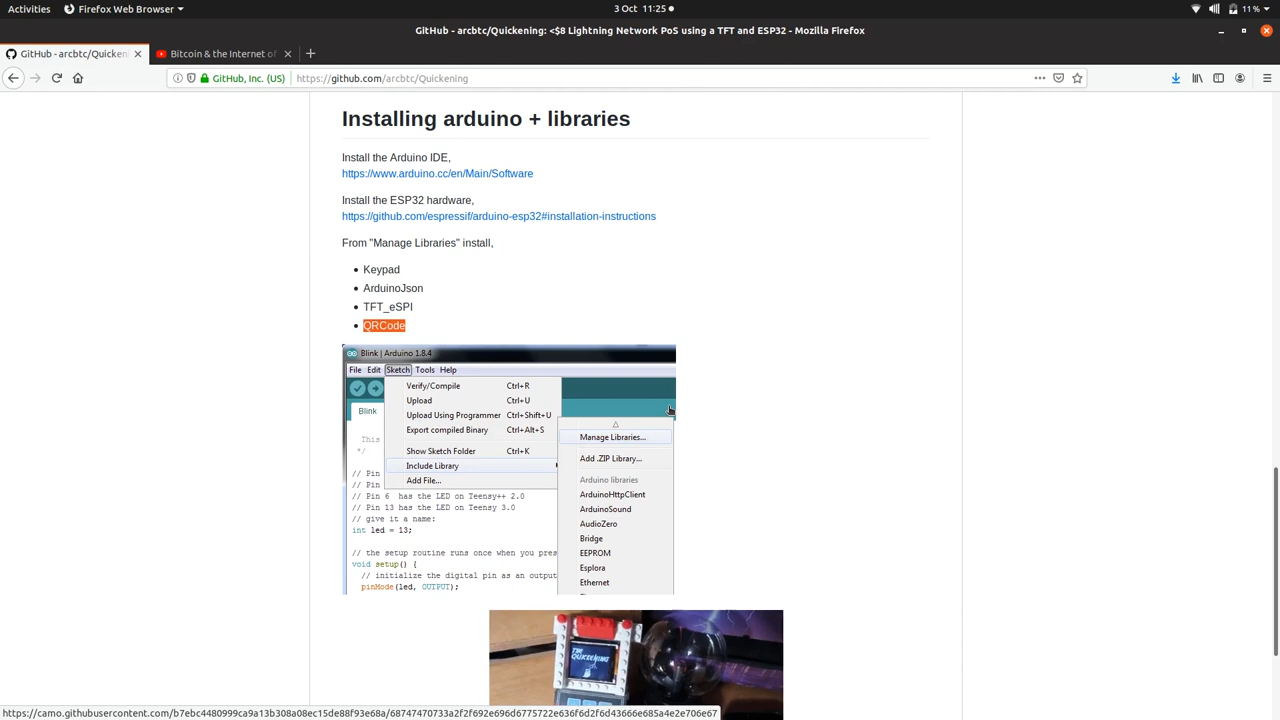 Activities
Firefox Web Browser
3 Oct 11:25
11 %
GitHub - arcbtc/Quickening: <$8 Lightning Network PoS using a TFT and ESP32 - Mozilla Firefox
GitHub - arcbtc/Quicken
Bitcoin & the Internet of
GitHub, Inc. (US)
https://github.com/arcbtc/Quickening
Installing arduino + libraries
Install the Arduino IDE,
https://www.arduino.cc/en/Main/Software
Install the ESP32 hardware,
https://github.com/espressif/arduino-esp32#installation-instructions
From "Manage Libraries" install,
Keypad
ArduinoJson
TFT_eSPI
QRCode
Blink | Arduino 1.8.4
File Edit Sketch Tools Help
Verify/Compile Ctrl+R
Upload Ctrl+U
Upload Using Programmer Ctrl+Shift+U
Export compiled Binary Ctrl+Alt+S
Show Sketch Folder Ctrl+K
Include Library
Add File...
Manage Libraries...
Add .ZIP Library...
Arduino libraries
ArduinoHttpClient
ArduinoSound
AudioZero
Bridge
EEPROM
Esplora
Ethernet
Blink
This
*/
// Pin
// Pin
// Pin 6 has the LED on Teensy++ 2.0
// Pin 13 has the LED on Teensy 3.0
// give it a name:
int led = 13;
// the setup routine runs once when you pres
void setup() {
// initialize the digital pin as an output
pinMode(led, OUTPUT);
THE
QUICKENING